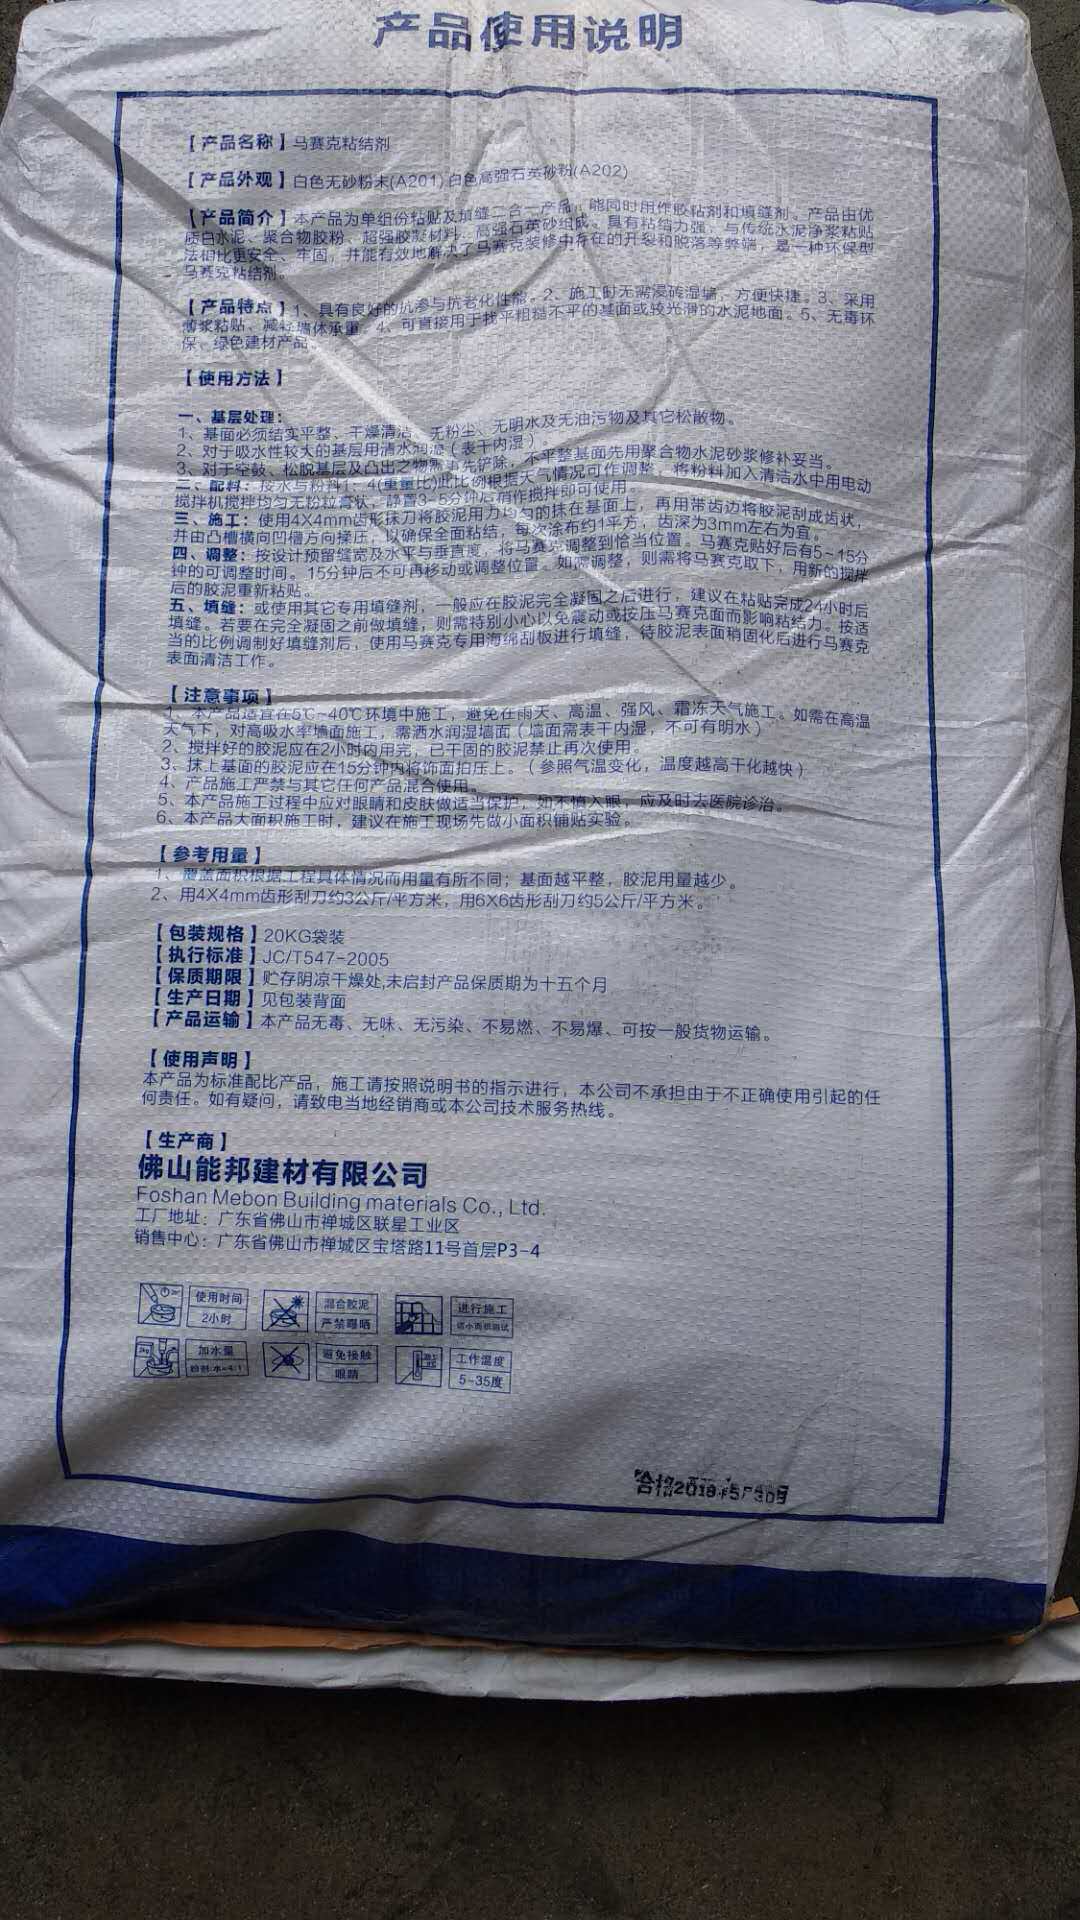 产品使用说明
【产品名称】马赛克粘结剂
【产品外观】白色无砂粉末(A201) 白色高强石英砂粉(A202)
【产品简介】本产品为单组份粘贴及填缝二合一产品，能同时用作胶粘剂和填缝剂。产品由优
质白水泥、聚合物胶粉、超强胶凝材料、高强石英砂组成。具有粘结力强，与传统水泥净浆粘贴
法相比更安全、牢固，并能有效地解决了马赛克装修中存在的开裂和脱落等弊端，是一种环保型
马赛克粘结剂。
【产品特点】1、具有良好的抗渗与抗老化性能。2、施工时无需浸砖湿墙，方便快捷。3、采用
薄浆粘贴，减轻墙体承重。4、可直接用于找平粗糙不平的基面或较光滑的水泥地面。5、无毒环
保、绿色建材产品。
【使用方法】
一、基层处理：
1、基面必须结实平整、干燥清洁、无粉尘、无明水及无油污物及其它松散物。
2、对于吸水性较大的基层用清水润湿（表干内湿）。
3、对于空鼓、松脱基层及凸出之物需事先铲除，不平整基面先用聚合物水泥砂浆修补妥当。
二、配料：按水与粉料1：4(重量比)此比例根据天气情况可作调整，将粉料加入清洁水中用电动
搅拌机搅拌均匀无粉粒膏状，静置3-5分钟后稍作搅拌即可使用。
三、施工：使用4X4mm齿形抹刀将胶泥用力均匀的抹在基面上，再用带齿边将胶泥刮成齿状，
并由凸槽横向凹槽方向揉压，以确保全面粘结，每次涂布约1平方，齿深为3mm左右为宜。
四、调整：按设计预留缝宽及水平与垂直度，将马赛克调整到恰当位置。马赛克贴好后有5-15分
钟的可调整时间。15分钟后不可再移动或调整位置。如需调整，则需将马赛克取下，用新的搅拌
后的胶泥重新粘贴。
五、填缝：或使用其它专用填缝剂，一般应在胶泥完全凝固之后进行，建议在粘贴完成24小时后
填缝。若要在完全凝固之前做填缝，则需特别小心以免震动或按压马赛克面而影响粘结力。按适
当的比例调制好填缝剂后，使用马赛克专用海绵刮板进行填缝，待胶泥表面稍固化后进行马赛克
表面清洁工作。
【注意事项】
1、本产品适宜在5℃-40℃环境中施工，避免在雨天、高温、强风、霜冻天气施工。如需在高温
天气下，对高吸水率墙面施工，需洒水润湿墙面（墙面需表干内湿，不可有明水）
2、搅拌好的胶泥应在2小时内用完，已干固的胶泥禁止再次使用。
3、抹上基面的胶泥应在15分钟内将饰面拍压上。（参照气温变化，温度越高干化越快）
4、产品施工严禁与其它任何产品混合使用。
5、本产品施工过程中应对眼睛和皮肤做适当保护，如不慎入眼，应及时去医院诊治。
6、本产品大面积施工时，建议在施工现场先做小面积铺贴实验。
【参考用量】
1、覆盖面积根据工程具体情况而用量有所不同；基面越平整，胶泥用量越少。
2、用4X4mm齿形刮刀约3公斤/平方米，用6X6齿形刮刀约5公斤/平方米。
【包装规格】20KG袋装
【执行标准】JC/T547-2005
【保质期限】贮存阴凉干燥处,未启封产品保质期为十五个月
【生产日期】见包装背面
【产品运输】本产品无毒、无味、无污染、不易燃、不易爆、可按一般货物运输。
【使用声明】
本产品为标准配比产品，施工请按照说明书的指示进行，本公司不承担由于不正确使用引起的任
何责任。如有疑问，请致电当地经销商或本公司技术服务热线。
【生产商】
佛山能邦建材有限公司
Foshan Mebon Building materials Co., Ltd.
工厂地址：广东省佛山市禅城区联星工业区
销售中心：广东省佛山市禅城区宝塔路11号首层P3-4
使用时间 混合胶泥 进行施工
2小时 严禁曝晒 请小面积测试
加水量 避免接触 工作温度
粉剂:水=4:1 眼睛 5-35度
合格2018年5月30日